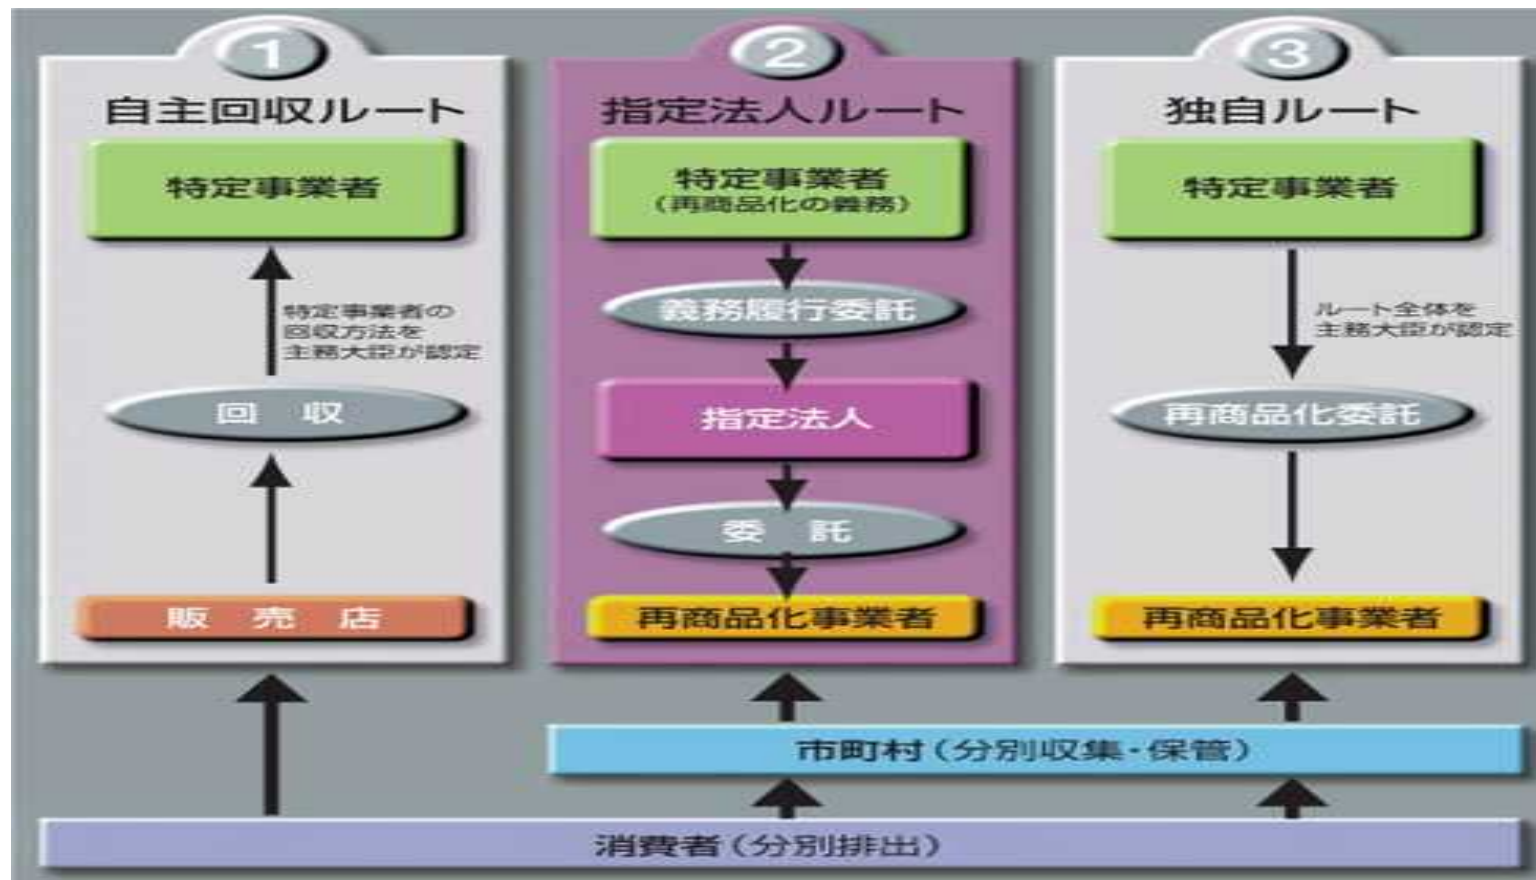 1
自主回収ルート
特定事業者
特定事業者の
回収方法を
主務大臣が認定
回 収
販 売 店
2
指定法人ルート
特定事業者
(再商品化の義務)
義務履行委託
指定法人
委 託
再商品化事業者
3
独自ルート
特定事業者
ルート全体を
主務大臣が認定
再商品化委託
再商品化事業者
市町村(分別収集・保管)
消費者(分別排出)